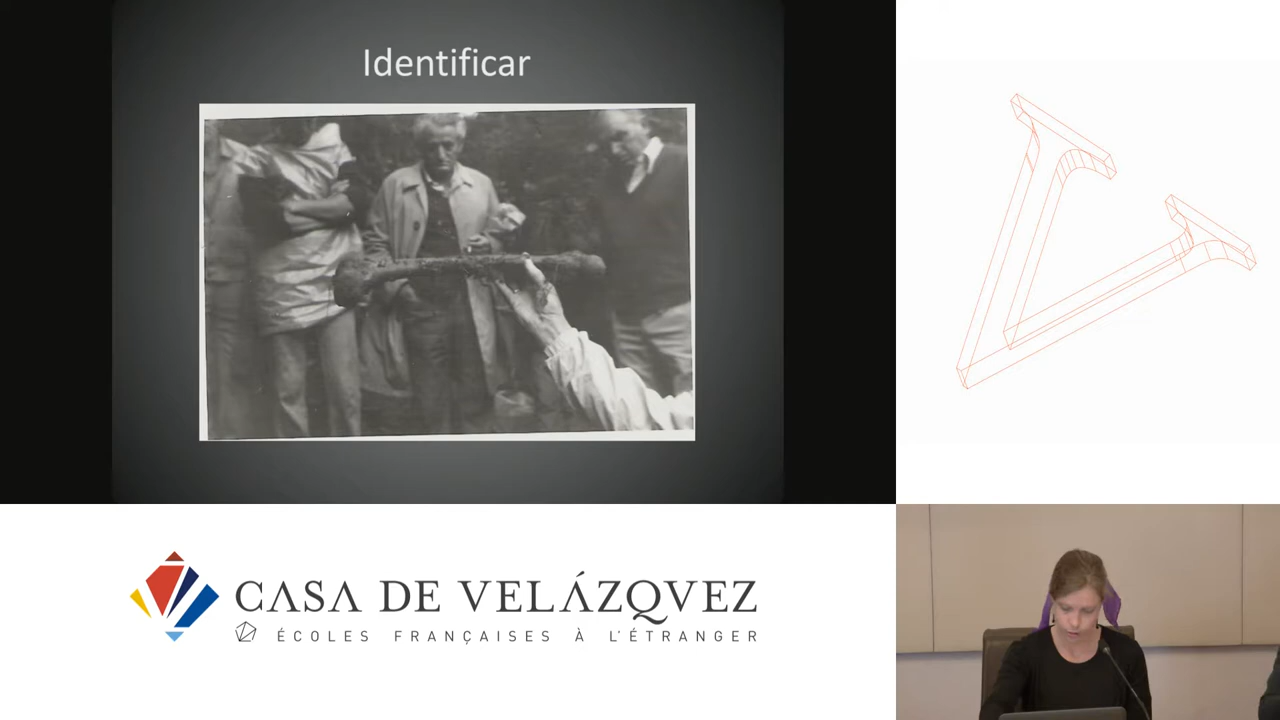 Identificar
CASA DE VELÁZQVEZ
ÉCOLES FRANÇAISES À L'ÉTRANGER